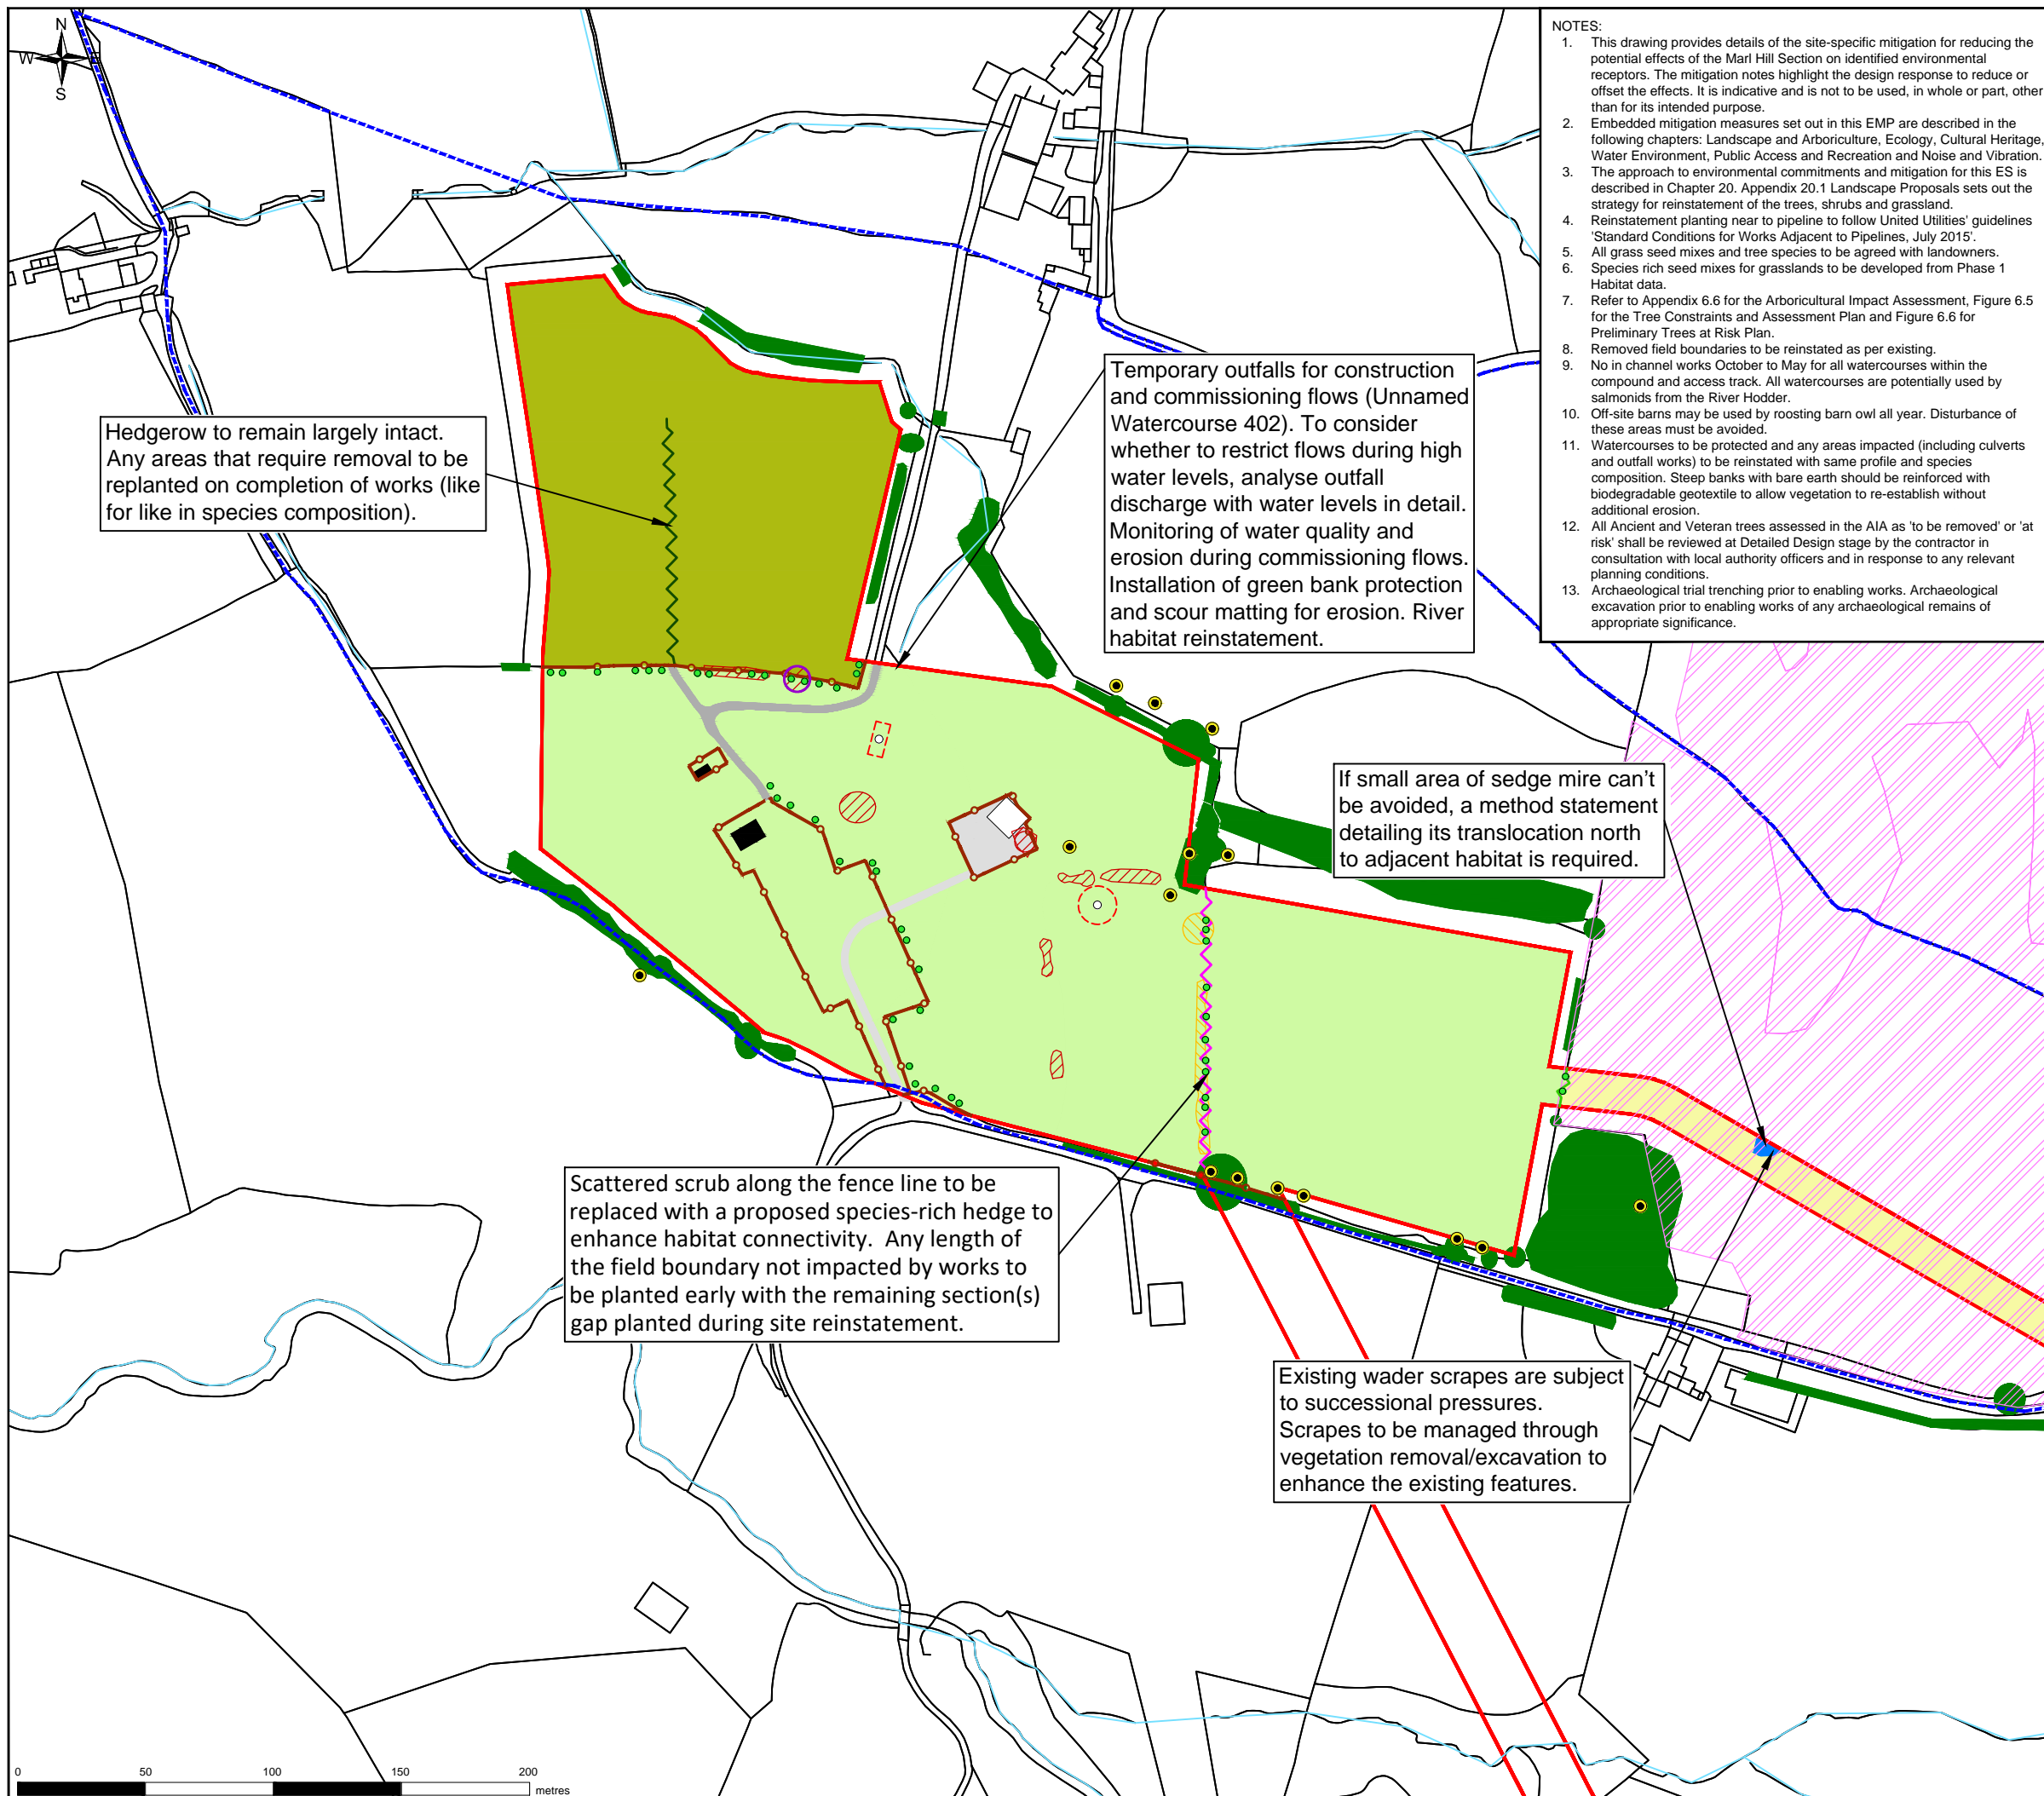 N
W
S
NOTES:
1. This drawing provides details of the site-specific mitigation for reducing the
potential effects of the Marl Hill Section on identified environmental
receptors. The mitigation notes highlight the design response to reduce or
offset the effects. It is indicative and is not to be used, in whole or part, other
than for its intended purpose.
2. Embedded mitigation measures set out in this EMP are described in the
following chapters: Landscape and Arboriculture, Ecology, Cultural Heritage,
Water Environment, Public Access and Recreation and Noise and Vibration.
3. The approach to environmental commitments and mitigation for this ES is
described in Chapter 20. Appendix 20.1 Landscape Proposals sets out the
strategy for reinstatement of the trees, shrubs and grassland.
4. Reinstatement planting near to pipeline to follow United Utilities' guidelines
'Standard Conditions for Works Adjacent to Pipelines, July 2015'.
5. All grass seed mixes and tree species to be agreed with landowners.
6. Species rich seed mixes for grasslands to be developed from Phase 1
Habitat data.
7. Refer to Appendix 6.6 for the Arboricultural Impact Assessment, Figure 6.5
for the Tree Constraints and Assessment Plan and Figure 6.6 for
Preliminary Trees at Risk Plan.
8. Removed field boundaries to be reinstated as per existing.
9. No in channel works October to May for all watercourses within the
compound and access track. All watercourses are potentially used by
salmonids from the River Hodder.
10. Off-site barns may be used by roosting barn owl all year. Disturbance of
these areas must be avoided.
11. Watercourses to be protected and any areas impacted (including culverts
and outfall works) to be reinstated with same profile and species
composition. Steep banks with bare earth should be reinforced with
biodegradable geotextile to allow vegetation to re-establish without
additional erosion.
12. All Ancient and Veteran trees assessed in the AIA as 'to be removed' or 'at
risk' shall be reviewed at Detailed Design stage by the contractor in
consultation with local authority officers and in response to any relevant
planning conditions.
13. Archaeological trial trenching prior to enabling works. Archaeological
excavation prior to enabling works of any archaeological remains of
appropriate significance.
Temporary outfalls for construction
and commissioning flows (Unnamed
Watercourse 402). To consider
whether to restrict flows during high
water levels, analyse outfall
discharge with water levels in detail.
Monitoring of water quality and
erosion during commissioning flows.
Installation of green bank protection
and scour matting for erosion. River
habitat reinstatement.
Hedgerow to remain largely intact.
Any areas that require removal to be
replanted on completion of works (like
for like in species composition).
If small area of sedge mire can't
be avoided, a method statement
detailing its translocation north
to adjacent habitat is required.
Scattered scrub along the fence line to be
replaced with a proposed species-rich hedge to
enhance habitat connectivity. Any length of
the field boundary not impacted by works to
be planted early with the remaining section(s)
gap planted during site reinstatement.
Existing wader scrapes are subject
to successional pressures.
Scrapes to be managed through
vegetation removal/excavation to
enhance the existing features.
0 50 100 150 200
metres